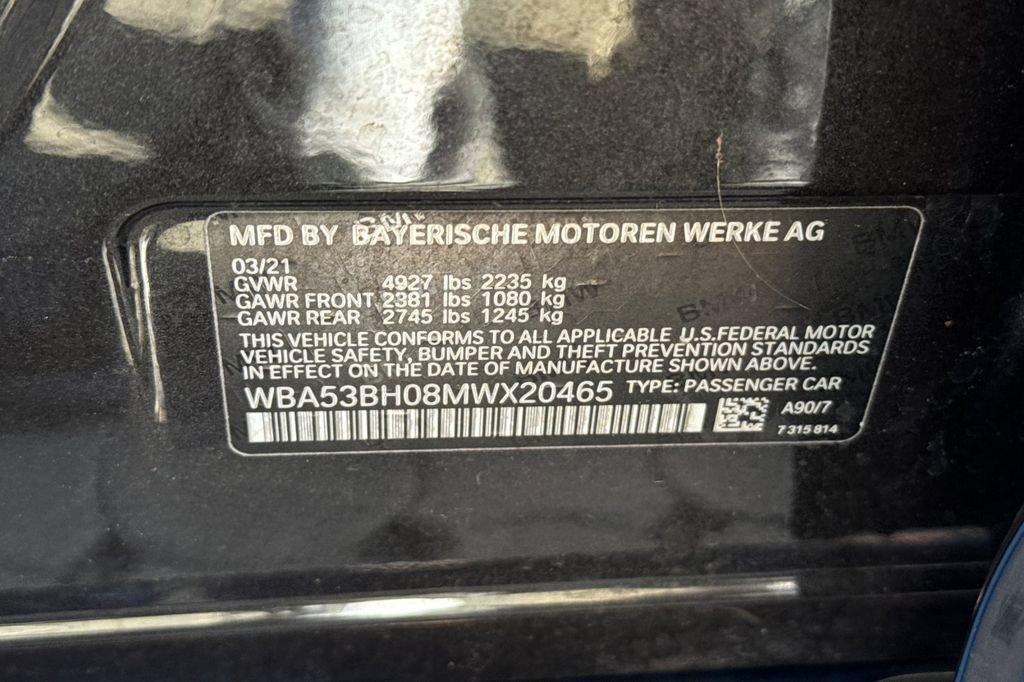 MFD BY BAYERISCHE MOTOREN WERKE AG
03/21
GVWR 4927 lbs 2235 kg
GAWR FRONT 2381 lbs 1080 kg
GAWR REAR 2745 lbs 1245 kg
THIS VEHICLE CONFORMS TO ALL APPLICABLE U.S.FEDERAL MOTOR
VEHICLE SAFETY, BUMPER AND THEFT PREVENTION STANDARDS
IN EFFECT ON THE DATE OF MANUFACTURE SHOWN ABOVE.
WBA53BH08MWX20465 TYPE: PASSENGER CAR
A90/7
7 315 814